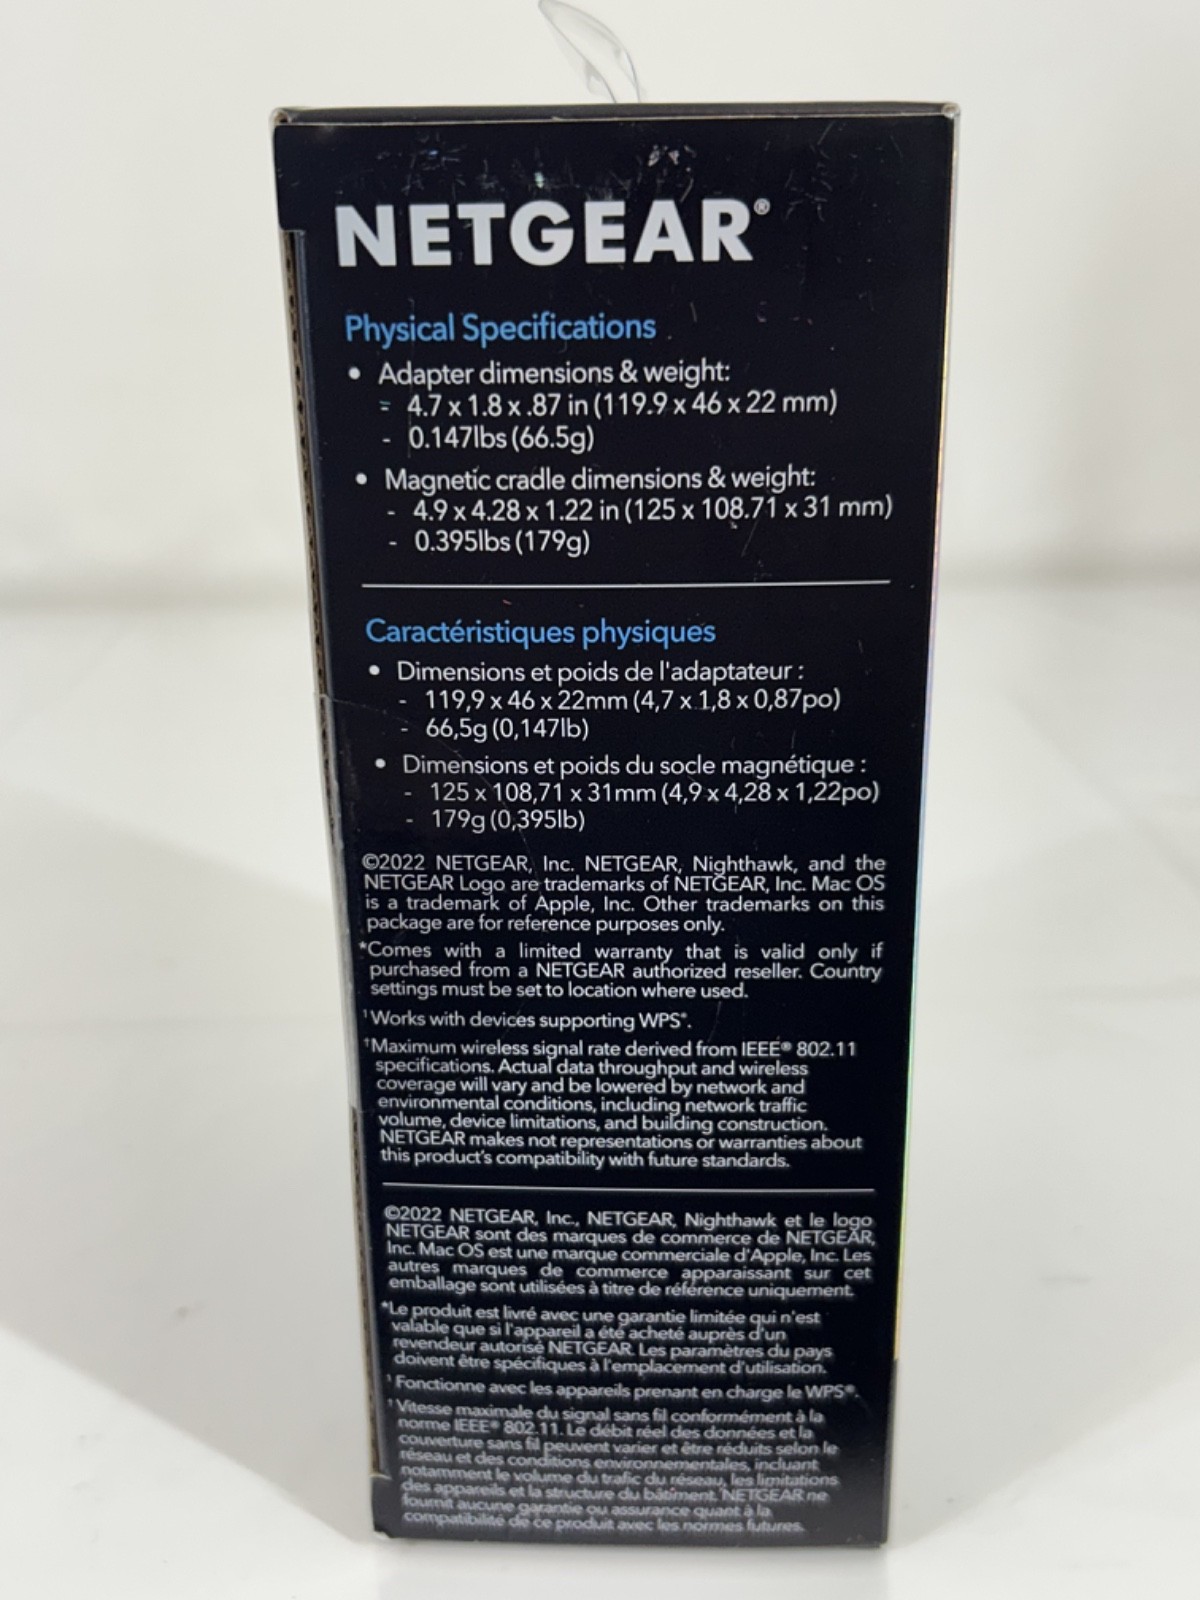 NETGEAR®
Physical Specifications
• Adapter dimensions & weight:
- 4.7 x 1.8 x .87 in (119.9 x 46 x 22 mm)
- 0.147lbs (66.5g)
• Magnetic cradle dimensions & weight:
- 4.9 x 4.28 x 1.22 in (125 x 108.71 x 31 mm)
- 0.395lbs (179g)
Caractéristiques physiques
• Dimensions et poids de l'adaptateur :
- 119,9 x 46 x 22mm (4,7 x 1,8 x 0,87po)
- 66,5g (0,147lb)
• Dimensions et poids du socle magnétique :
- 125 x 108,71 x 31mm (4,9 x 4,28 x 1,22po)
- 179g (0,395lb)
©2022 NETGEAR, Inc. NETGEAR, Nighthawk, and the
NETGEAR Logo are trademarks of NETGEAR, Inc. Mac OS
is a trademark of Apple, Inc. Other trademarks on this
package are for reference purposes only.
*Comes with a limited warranty that is valid only if
purchased from a NETGEAR authorized reseller. Country
settings must be set to location where used.
¹Works with devices supporting WPS®.
†Maximum wireless signal rate derived from IEEE® 802.11
specifications. Actual data throughput and wireless
coverage will vary and be lowered by network and
environmental conditions, including network traffic
volume, device limitations, and building construction.
NETGEAR makes not representations or warranties about
this product's compatibility with future standards.
©2022 NETGEAR, Inc., NETGEAR, Nighthawk et le logo
NETGEAR sont des marques de commerce de NETGEAR,
Inc. Mac OS est une marque commerciale d'Apple, Inc. Les
autres marques de commerce apparaissant sur cet
emballage sont utilisées à titre de référence uniquement.
*Le produit est livré avec une garantie limitée qui n'est
valable que si l'appareil a été acheté auprès d'un
revendeur autorisé NETGEAR. Les paramètres du pays
doivent être spécifiques à l'emplacement d'utilisation.
¹Fonctionne avec les appareils prenant en charge le WPS®.
†Vitesse maximale du signal sans fil conformément à la
norme IEEE® 802.11. Le débit réel des données et la
couverture sans fil peuvent varier et être réduits selon le
réseau et des conditions environnementales, incluant
notamment le volume du trafic du réseau, les limitations
des appareils et la structure du bâtiment. NETGEAR ne
fournit aucune garantie ou assurance quant à la
compatibilité de ce produit avec les normes futures.